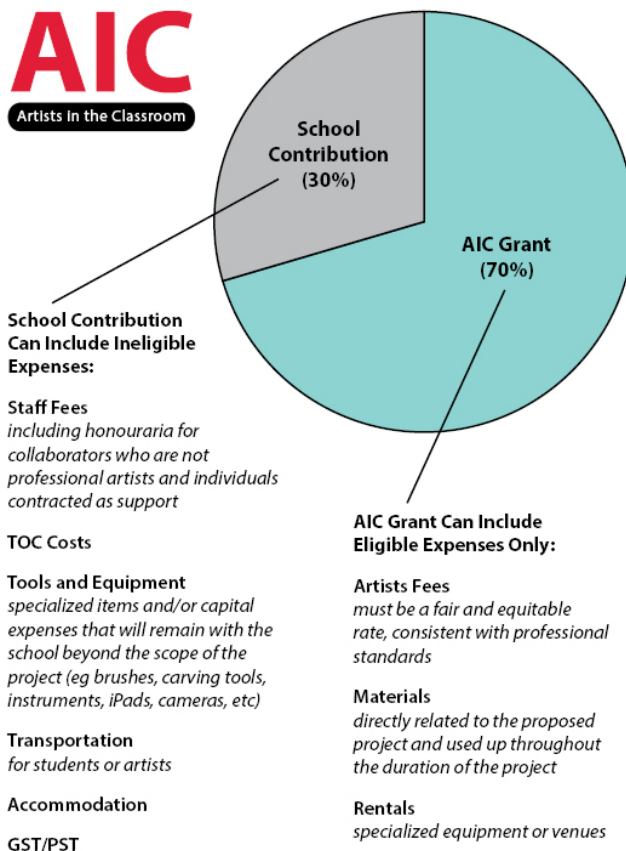 AIC
Artists in the Classroom
School
Contribution
(30%)
AIC Grant
(70%)
School Contribution
Can Include Ineligible
Expenses:
Staff Fees
including honouraria for
collaborators who are not
professional artists and individuals
contracted as support
TOC Costs
Tools and Equipment
specialized items and/or capital
expenses that will remain with the
school beyond the scope of the
project (eg brushes, carving tools,
instruments, iPads, cameras, etc)
Transportation
for students or artists
Accommodation
GST/PST
AIC Grant Can Include
Eligible Expenses Only:
Artists Fees
must be a fair and equitable
rate, consistent with professional
standards
Materials
directly related to the proposed
project and used up throughout
the duration of the project
Rentals
specialized equipment or venues